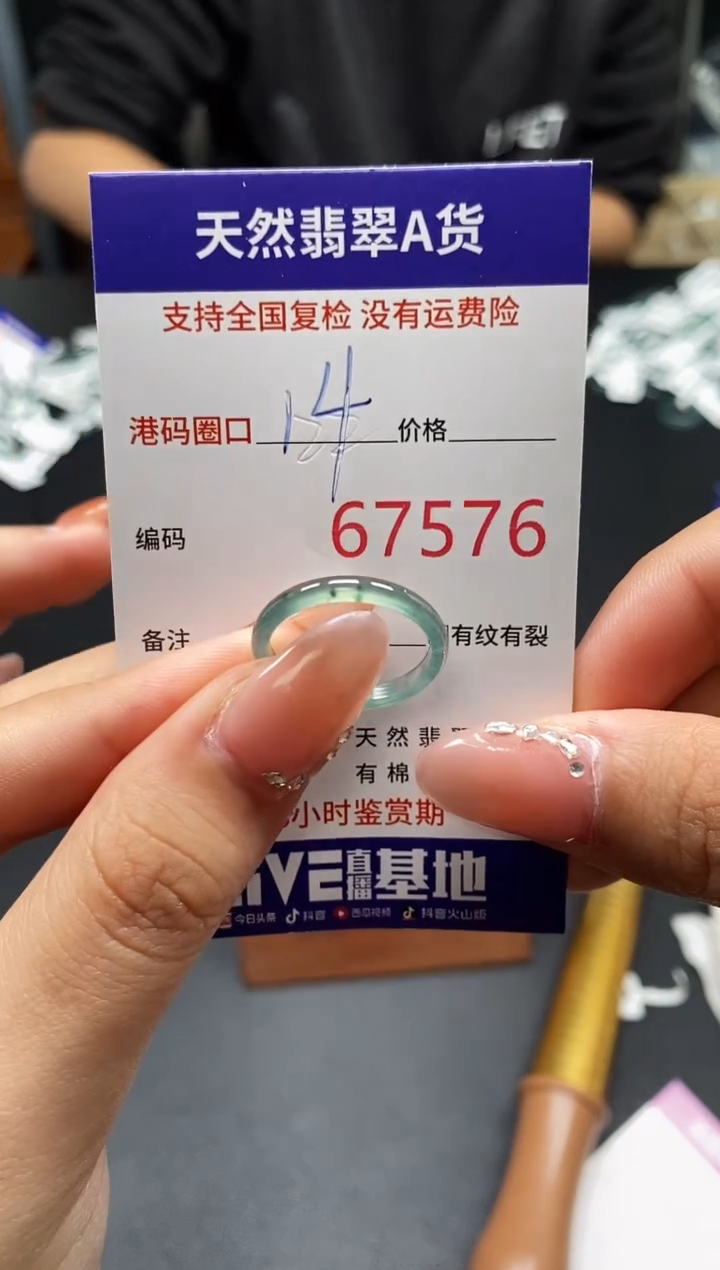 天然翡翠A货
支持全国复检 没有运费险
港码圈口 14 价格
编码 67576
备注 有纹有裂
天然翡
有棉
小时鉴赏期
直播基地
今日头条 抖音 西瓜视频 抖音火山版